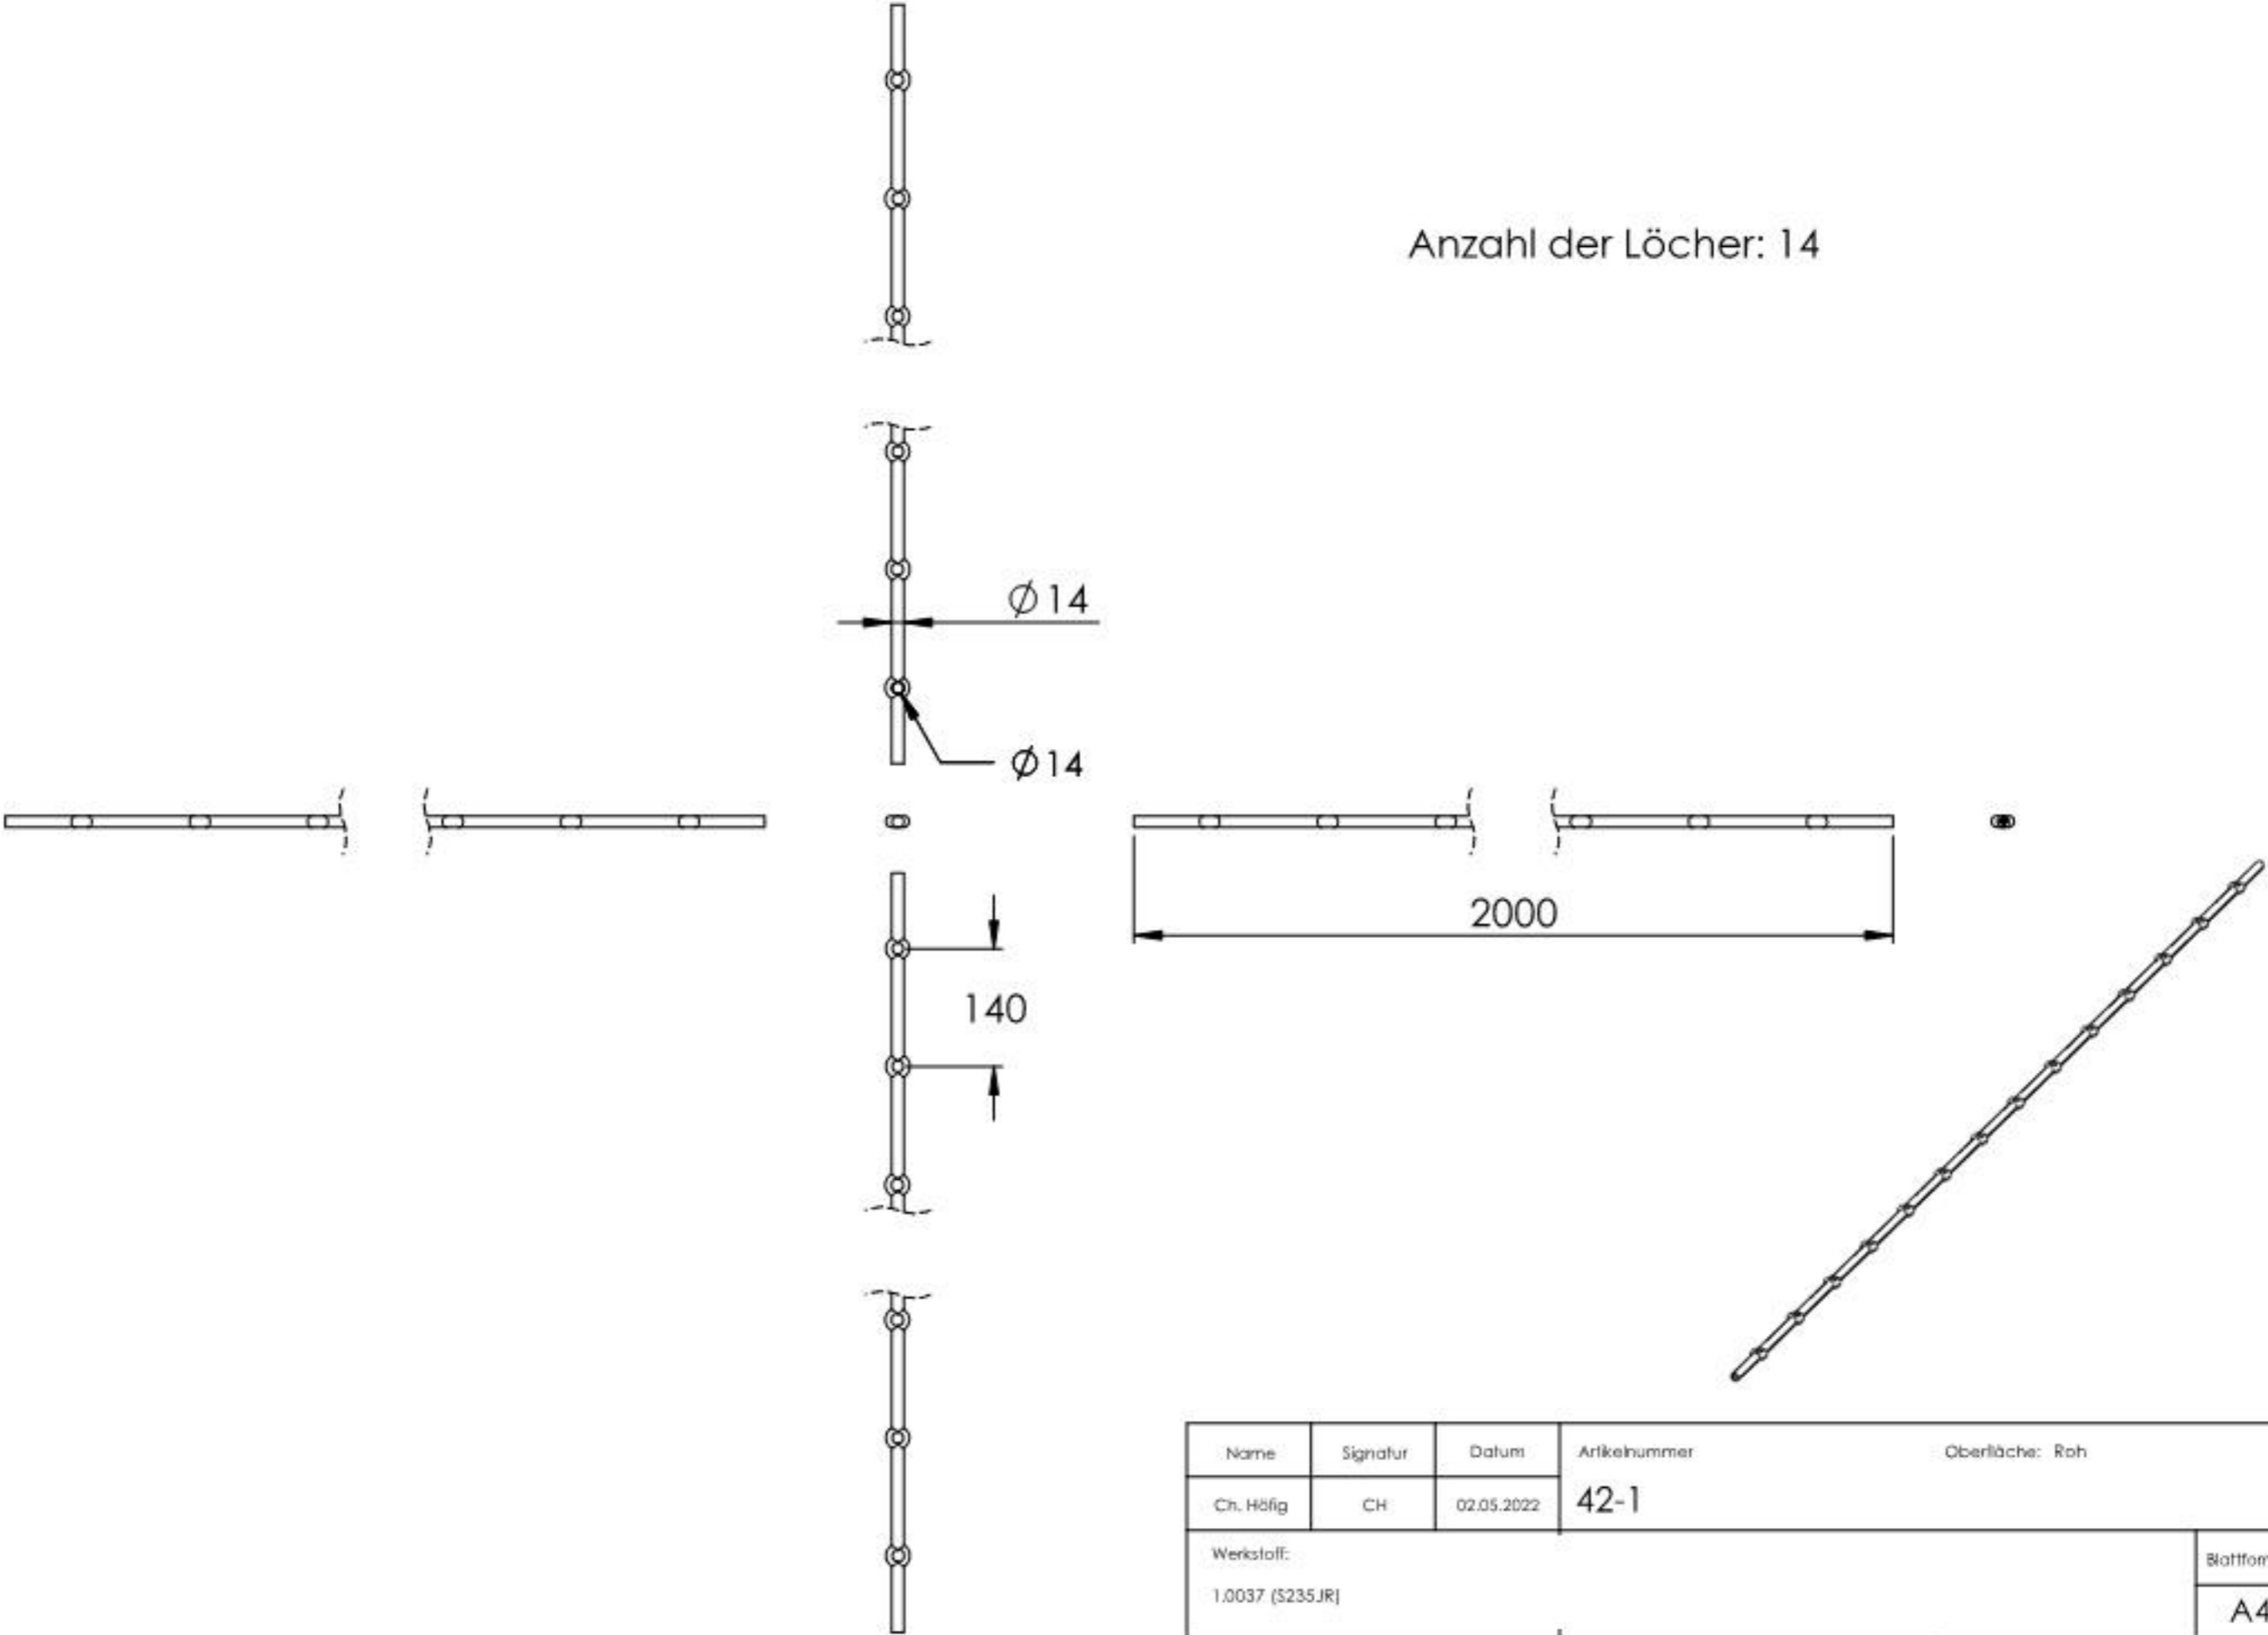 Anzahl der Löcher: 14
Ø14
Ø14
2000
140
Name
Signatur
Datum
Artikelnummer
Oberfläche: Roh
Ch. Höfig
CH
02.05.2022
42-1
Werkstoff:
1.0037 (S235JR)
A4